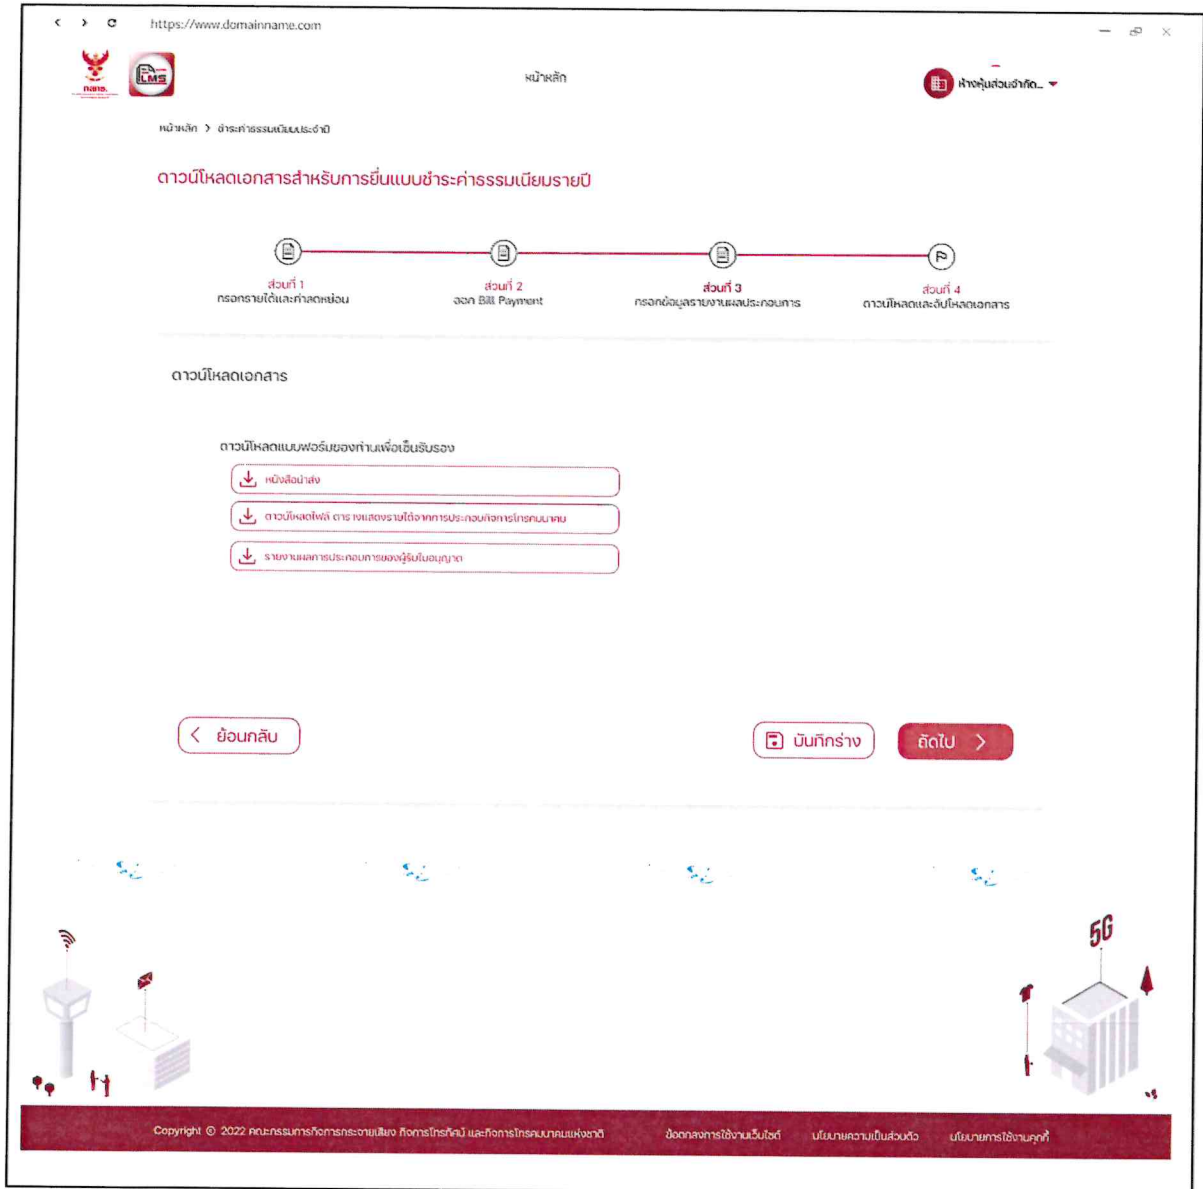 https://www.domainname.com
กสทช.
LMS
หน้าหลัก
ห้างหุ้นส่วนจำกัด...
หน้าหลัก > ชำระค่าธรรมเนียมประจำปี
ดาวน์โหลดเอกสารสำหรับการยื่นแบบชำระค่าธรรมเนียมรายปี
ส่วนที่ 1
กรอกรายได้และค่าลดหย่อน
ส่วนที่ 2
ออก Bill Payment
ส่วนที่ 3
กรอกข้อมูลรายงานผลประกอบการ
ส่วนที่ 4
ดาวน์โหลดและอัปโหลดเอกสาร
ดาวน์โหลดเอกสาร
ดาวน์โหลดแบบฟอร์มของท่านเพื่อเซ็นรับรอง
หนังสือนำส่ง
ดาวน์โหลดไฟล์ ตารางแสดงรายได้จากการประกอบกิจการโทรคมนาคม
รายงานผลการประกอบการของผู้รับใบอนุญาต
ย้อนกลับ
บันทึกร่าง
ถัดไป
5G
Copyright © 2022 คณะกรรมการกิจการกระจายเสียง กิจการโทรทัศน์ และกิจการโทรคมนาคมแห่งชาติ
ข้อตกลงการใช้งานเว็บไซต์
นโยบายความเป็นส่วนตัว
นโยบายการใช้งานคุกกี้